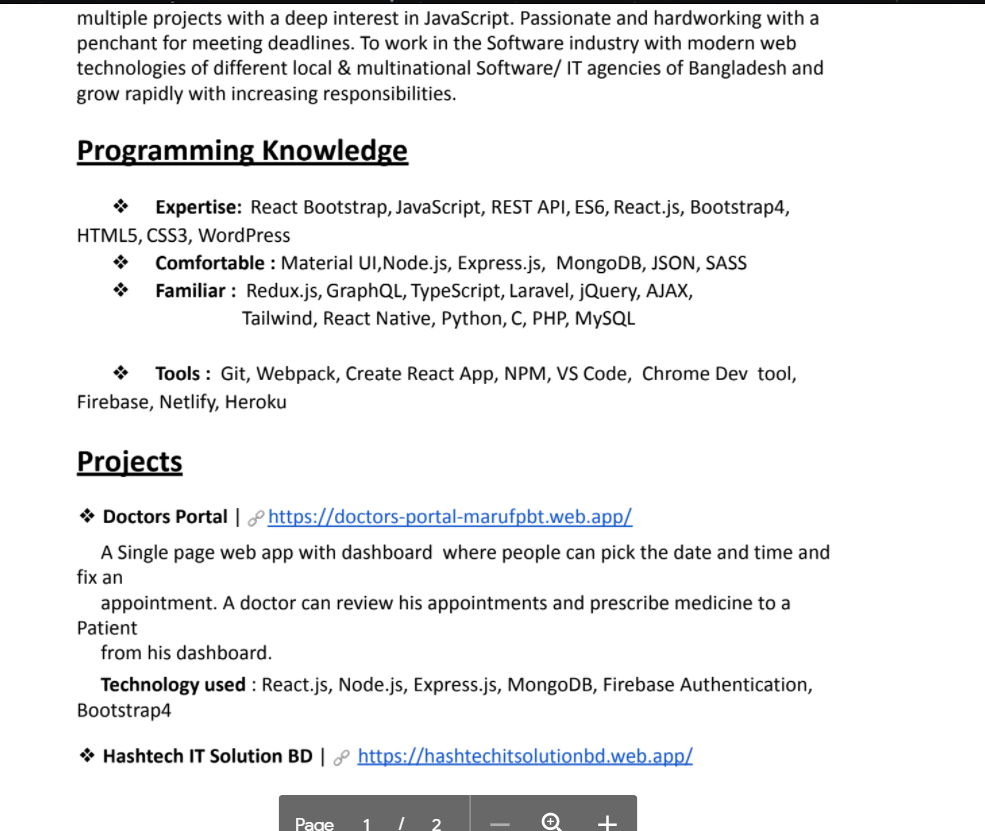 multiple projects with a deep interest in JavaScript. Passionate and hardworking with a
penchant for meeting deadlines. To work in the Software industry with modern web
technologies of different local & multinational Software/ IT agencies of Bangladesh and
grow rapidly with increasing responsibilities.
Programming Knowledge
❖ Expertise: React Bootstrap, JavaScript, REST API, ES6, React.js, Bootstrap4,
HTML5, CSS3, WordPress
❖ Comfortable : Material UI,Node.js, Express.js, MongoDB, JSON, SASS
❖ Familiar : Redux.js, GraphQL, TypeScript, Laravel, jQuery, AJAX,
Tailwind, React Native, Python, C, PHP, MySQL
❖ Tools : Git, Webpack, Create React App, NPM, VS Code, Chrome Dev tool,
Firebase, Netlify, Heroku
Projects
❖ Doctors Portal | https://doctors-portal-marufpbt.web.app/
A Single page web app with dashboard where people can pick the date and time and
fix an
appointment. A doctor can review his appointments and prescribe medicine to a
Patient
from his dashboard.
Technology used : React.js, Node.js, Express.js, MongoDB, Firebase Authentication,
Bootstrap4
❖ Hashtech IT Solution BD | https://hashtechitsolutionbd.web.app/
Page 1 / 2